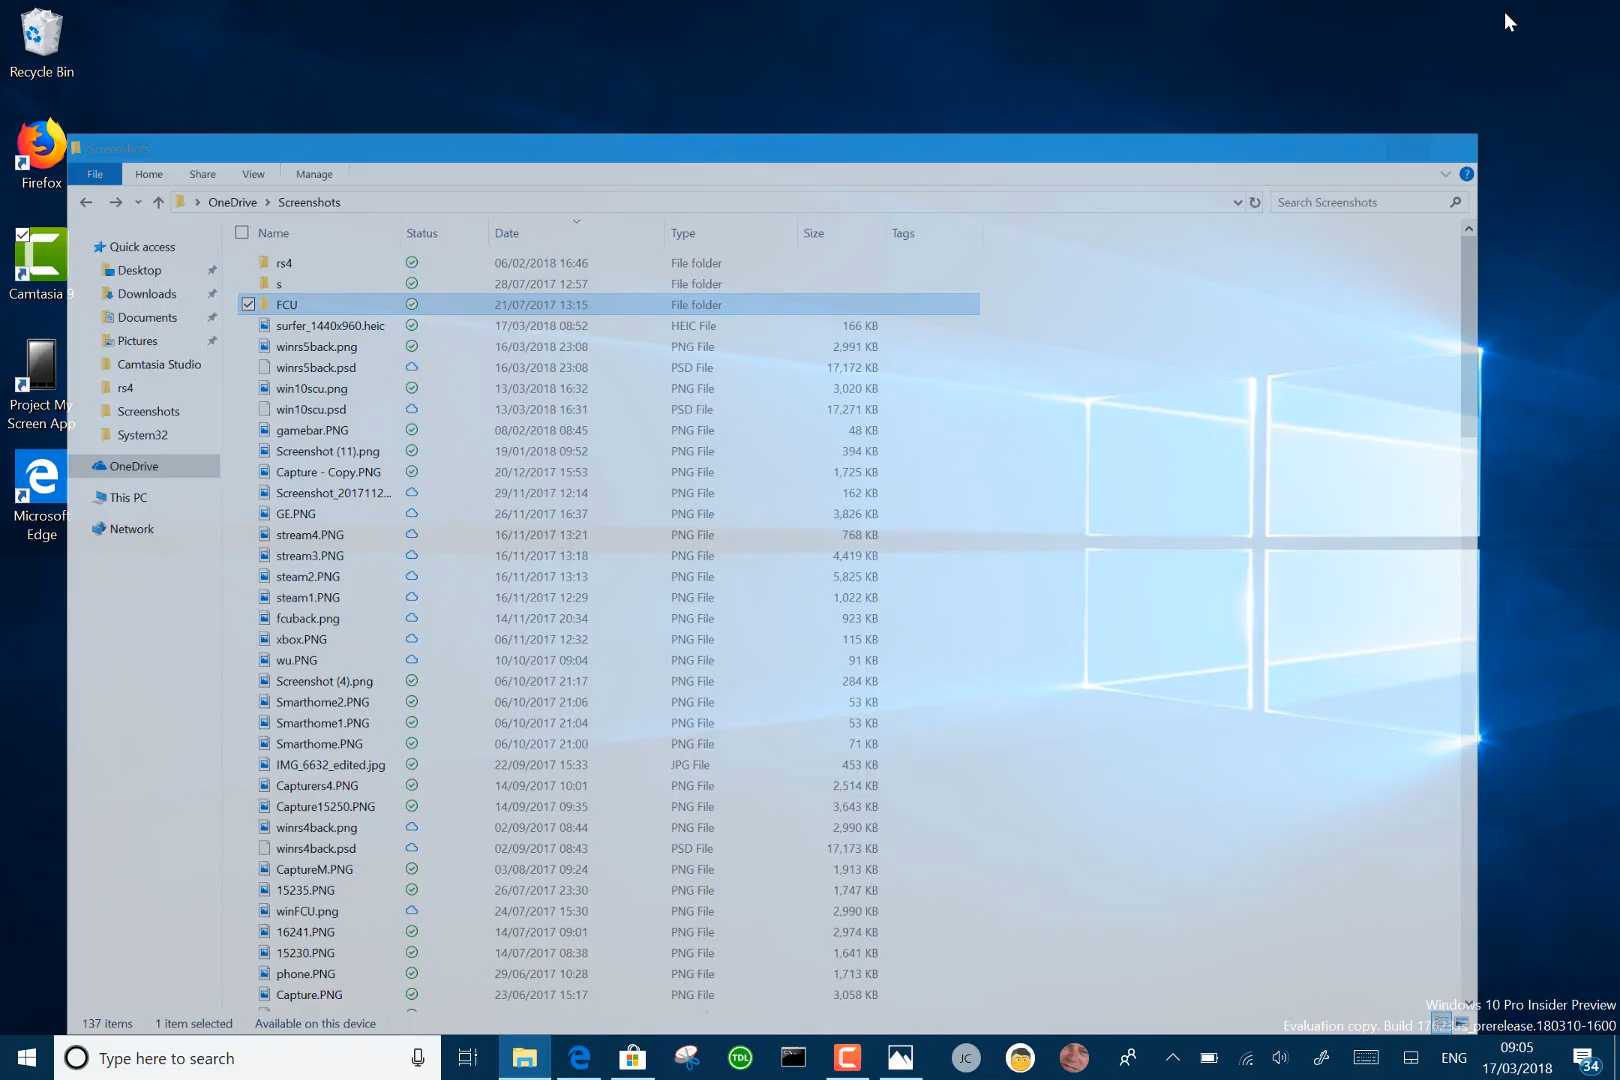 Recycle Bin
Firefox
Camtasia 9
Project My
Screen App
Microsoft
Edge
Screenshots
File Home Share View Manage
OneDrive Screenshots Search Screenshots
Name Status Date Type Size Tags
Quick access
Desktop
Downloads
Documents
Pictures
Camtasia Studio
rs4
Screenshots
System32
OneDrive
This PC
Network
rs4 06/02/2018 16:46 File folder
s 28/07/2017 12:57 File folder
FCU 21/07/2017 13:15 File folder
surfer_1440x960.heic 17/03/2018 08:52 HEIC File 166 KB
winrs5back.png 16/03/2018 23:08 PNG File 2,991 KB
winrs5back.psd 16/03/2018 23:08 PSD File 17,172 KB
win10scu.png 13/03/2018 16:32 PNG File 3,020 KB
win10scu.psd 13/03/2018 16:31 PSD File 17,271 KB
gamebar.PNG 08/02/2018 08:45 PNG File 48 KB
Screenshot (11).png 19/01/2018 09:52 PNG File 394 KB
Capture - Copy.PNG 20/12/2017 15:53 PNG File 1,725 KB
Screenshot_2017112... 29/11/2017 12:14 PNG File 162 KB
GE.PNG 26/11/2017 16:37 PNG File 3,826 KB
stream4.PNG 16/11/2017 13:21 PNG File 768 KB
stream3.PNG 16/11/2017 13:18 PNG File 4,419 KB
steam2.PNG 16/11/2017 13:13 PNG File 5,825 KB
steam1.PNG 16/11/2017 12:29 PNG File 1,022 KB
fcuback.png 14/11/2017 20:34 PNG File 923 KB
xbox.PNG 06/11/2017 12:32 PNG File 115 KB
wu.PNG 10/10/2017 09:04 PNG File 91 KB
Screenshot (4).png 06/10/2017 21:17 PNG File 284 KB
Smarthome2.PNG 06/10/2017 21:06 PNG File 53 KB
Smarthome1.PNG 06/10/2017 21:04 PNG File 53 KB
Smarthome.PNG 06/10/2017 21:00 PNG File 71 KB
IMG_6632_edited.jpg 22/09/2017 15:33 JPG File 453 KB
Capturers4.PNG 14/09/2017 10:01 PNG File 2,514 KB
Capture15250.PNG 14/09/2017 09:35 PNG File 3,643 KB
winrs4back.png 02/09/2017 08:44 PNG File 2,990 KB
winrs4back.psd 02/09/2017 08:43 PSD File 17,173 KB
CaptureM.PNG 03/08/2017 09:24 PNG File 1,913 KB
15235.PNG 26/07/2017 23:30 PNG File 1,747 KB
winFCU.png 24/07/2017 15:30 PNG File 2,990 KB
16241.PNG 14/07/2017 09:01 PNG File 2,974 KB
15230.PNG 14/07/2017 08:38 PNG File 1,641 KB
phone.PNG 29/06/2017 10:28 PNG File 1,713 KB
Capture.PNG 23/06/2017 15:17 PNG File 3,058 KB
137 items 1 item selected Available on this device
Windows 10 Pro Insider Preview
Evaluation copy. Build rs_prerelease.180310-1600
Type here to search
TDL
JC
ENG
09:05
17/03/2018
34